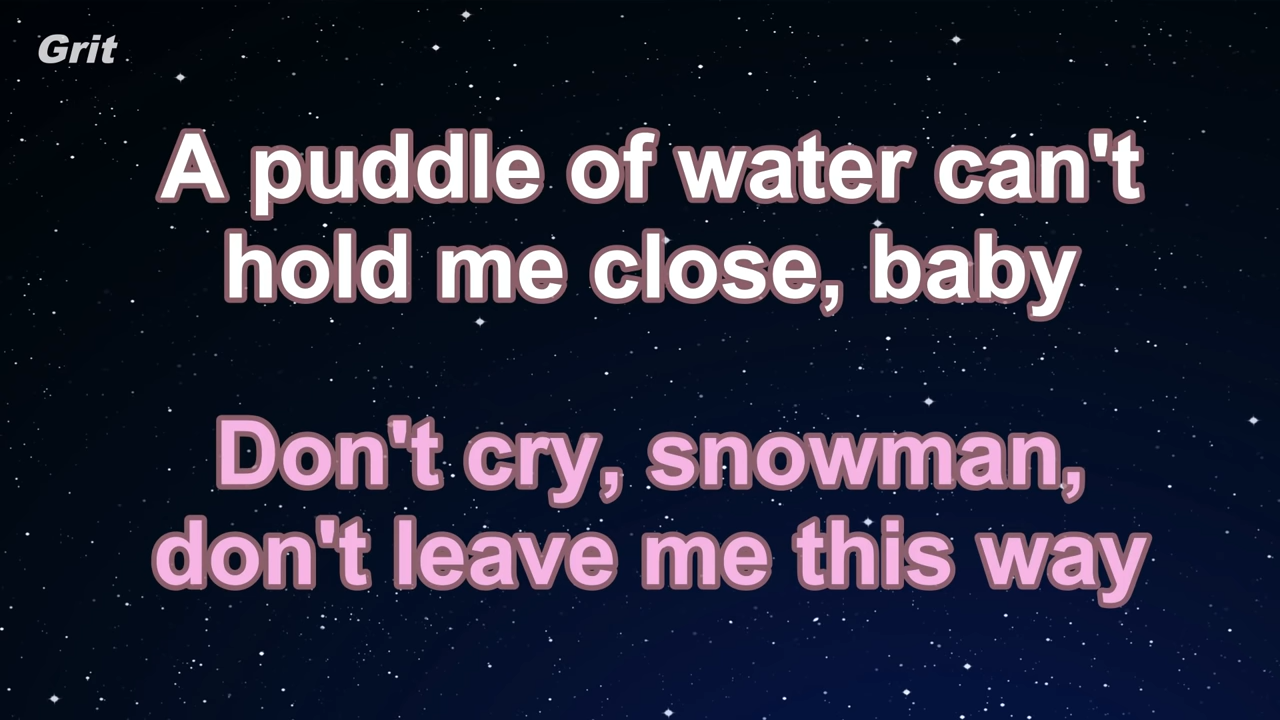 Grit
A puddle of water can't
hold me close, baby
Don't cry, snowman,
don't leave me this way